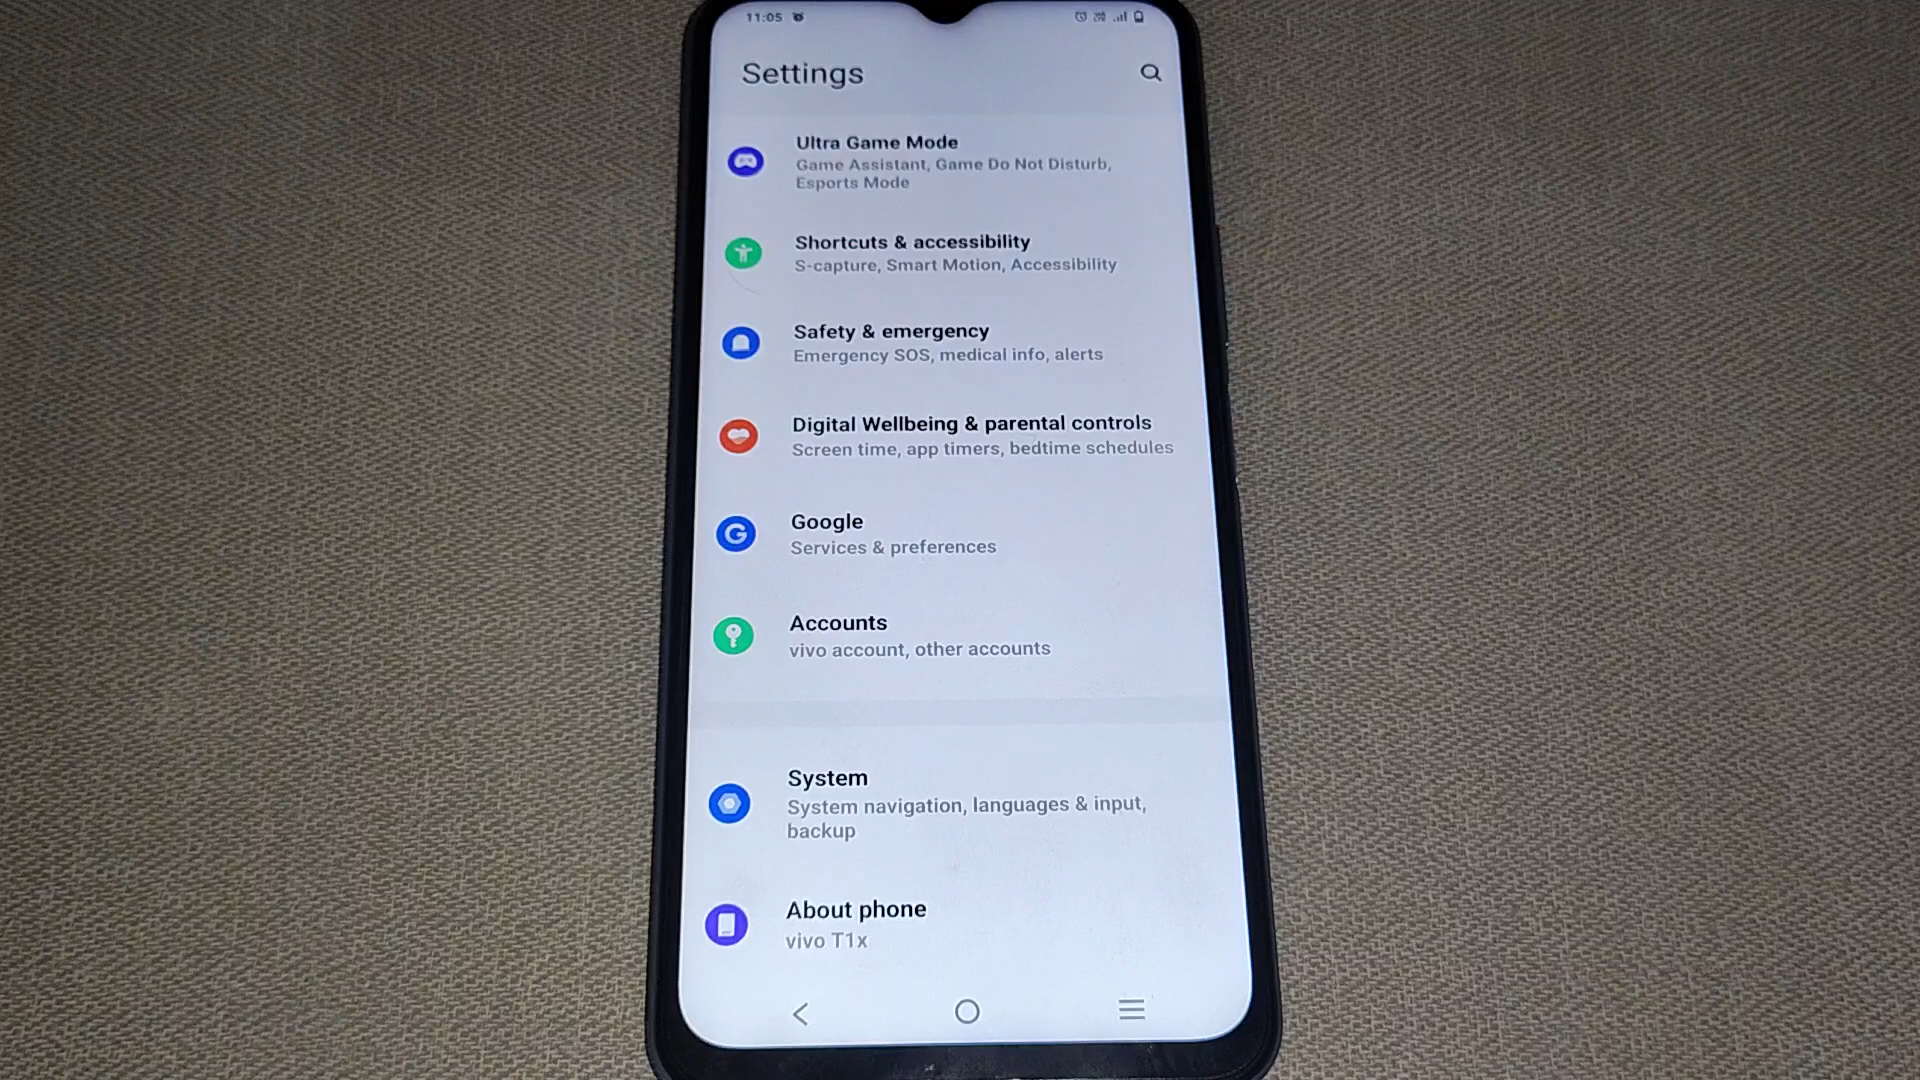 11:05
Settings
Ultra Game Mode
Game Assistant, Game Do Not Disturb,
Esports Mode
Shortcuts & accessibility
S-capture, Smart Motion, Accessibility
Safety & emergency
Emergency SOS, medical info, alerts
Digital Wellbeing & parental controls
Screen time, app timers, bedtime schedules
Google
Services & preferences
Accounts
vivo account, other accounts
System
System navigation, languages & input,
backup
About phone
vivo T1x